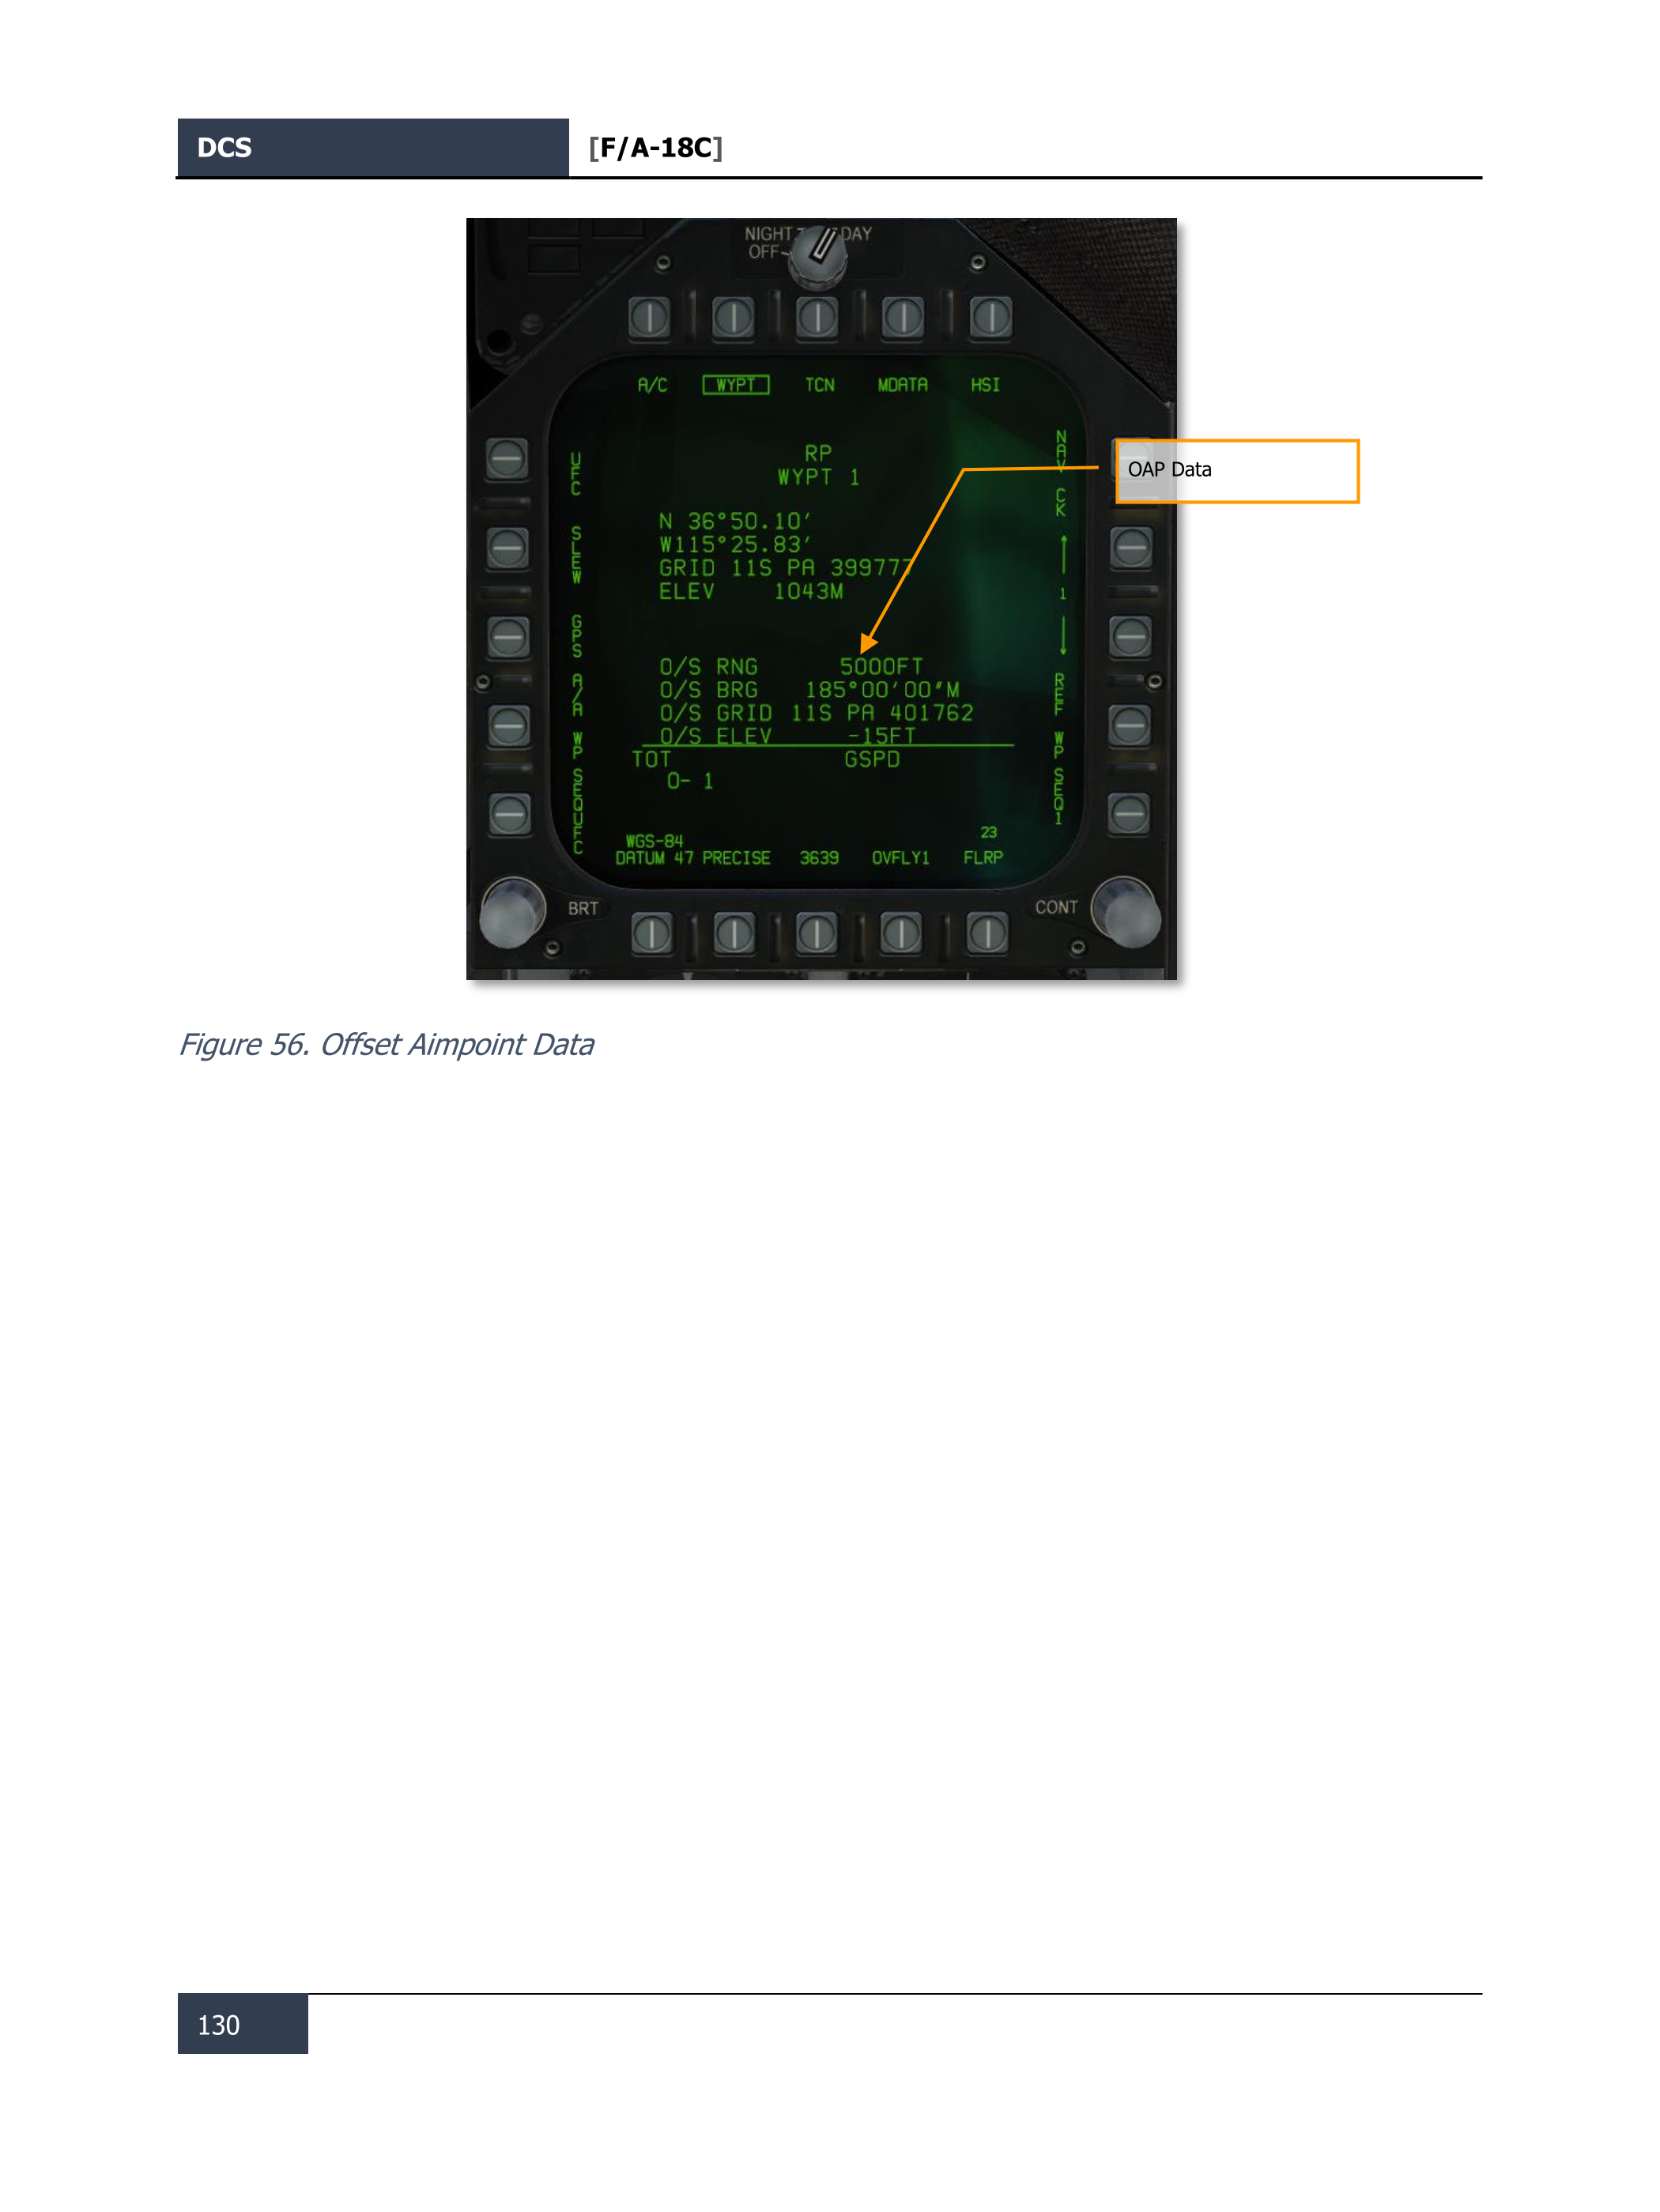 DCS [F/A-18C]
NIGHT DAY
OFF
A/C WYPT TCN MDATA HSI
UFC
SLEW
GPS
A/A WP
SEQUFC
RP
WYPT 1
N 36°50.10′
W115°25.83′
GRID 11S PA 399777
ELEV 1043M
O/S RNG 5000FT
O/S BRG 185°00′00″M
O/S GRID 11S PA 401762
O/S ELEV -15FT
TOT GSPD
0- 1
NAV CK
1
REF WP
SEQ1
OAP Data
23
WGS-84
DATUM 47 PRECISE 3639 OVFLY1 FLRP
BRT CONT
Figure 56. Offset Aimpoint Data
130